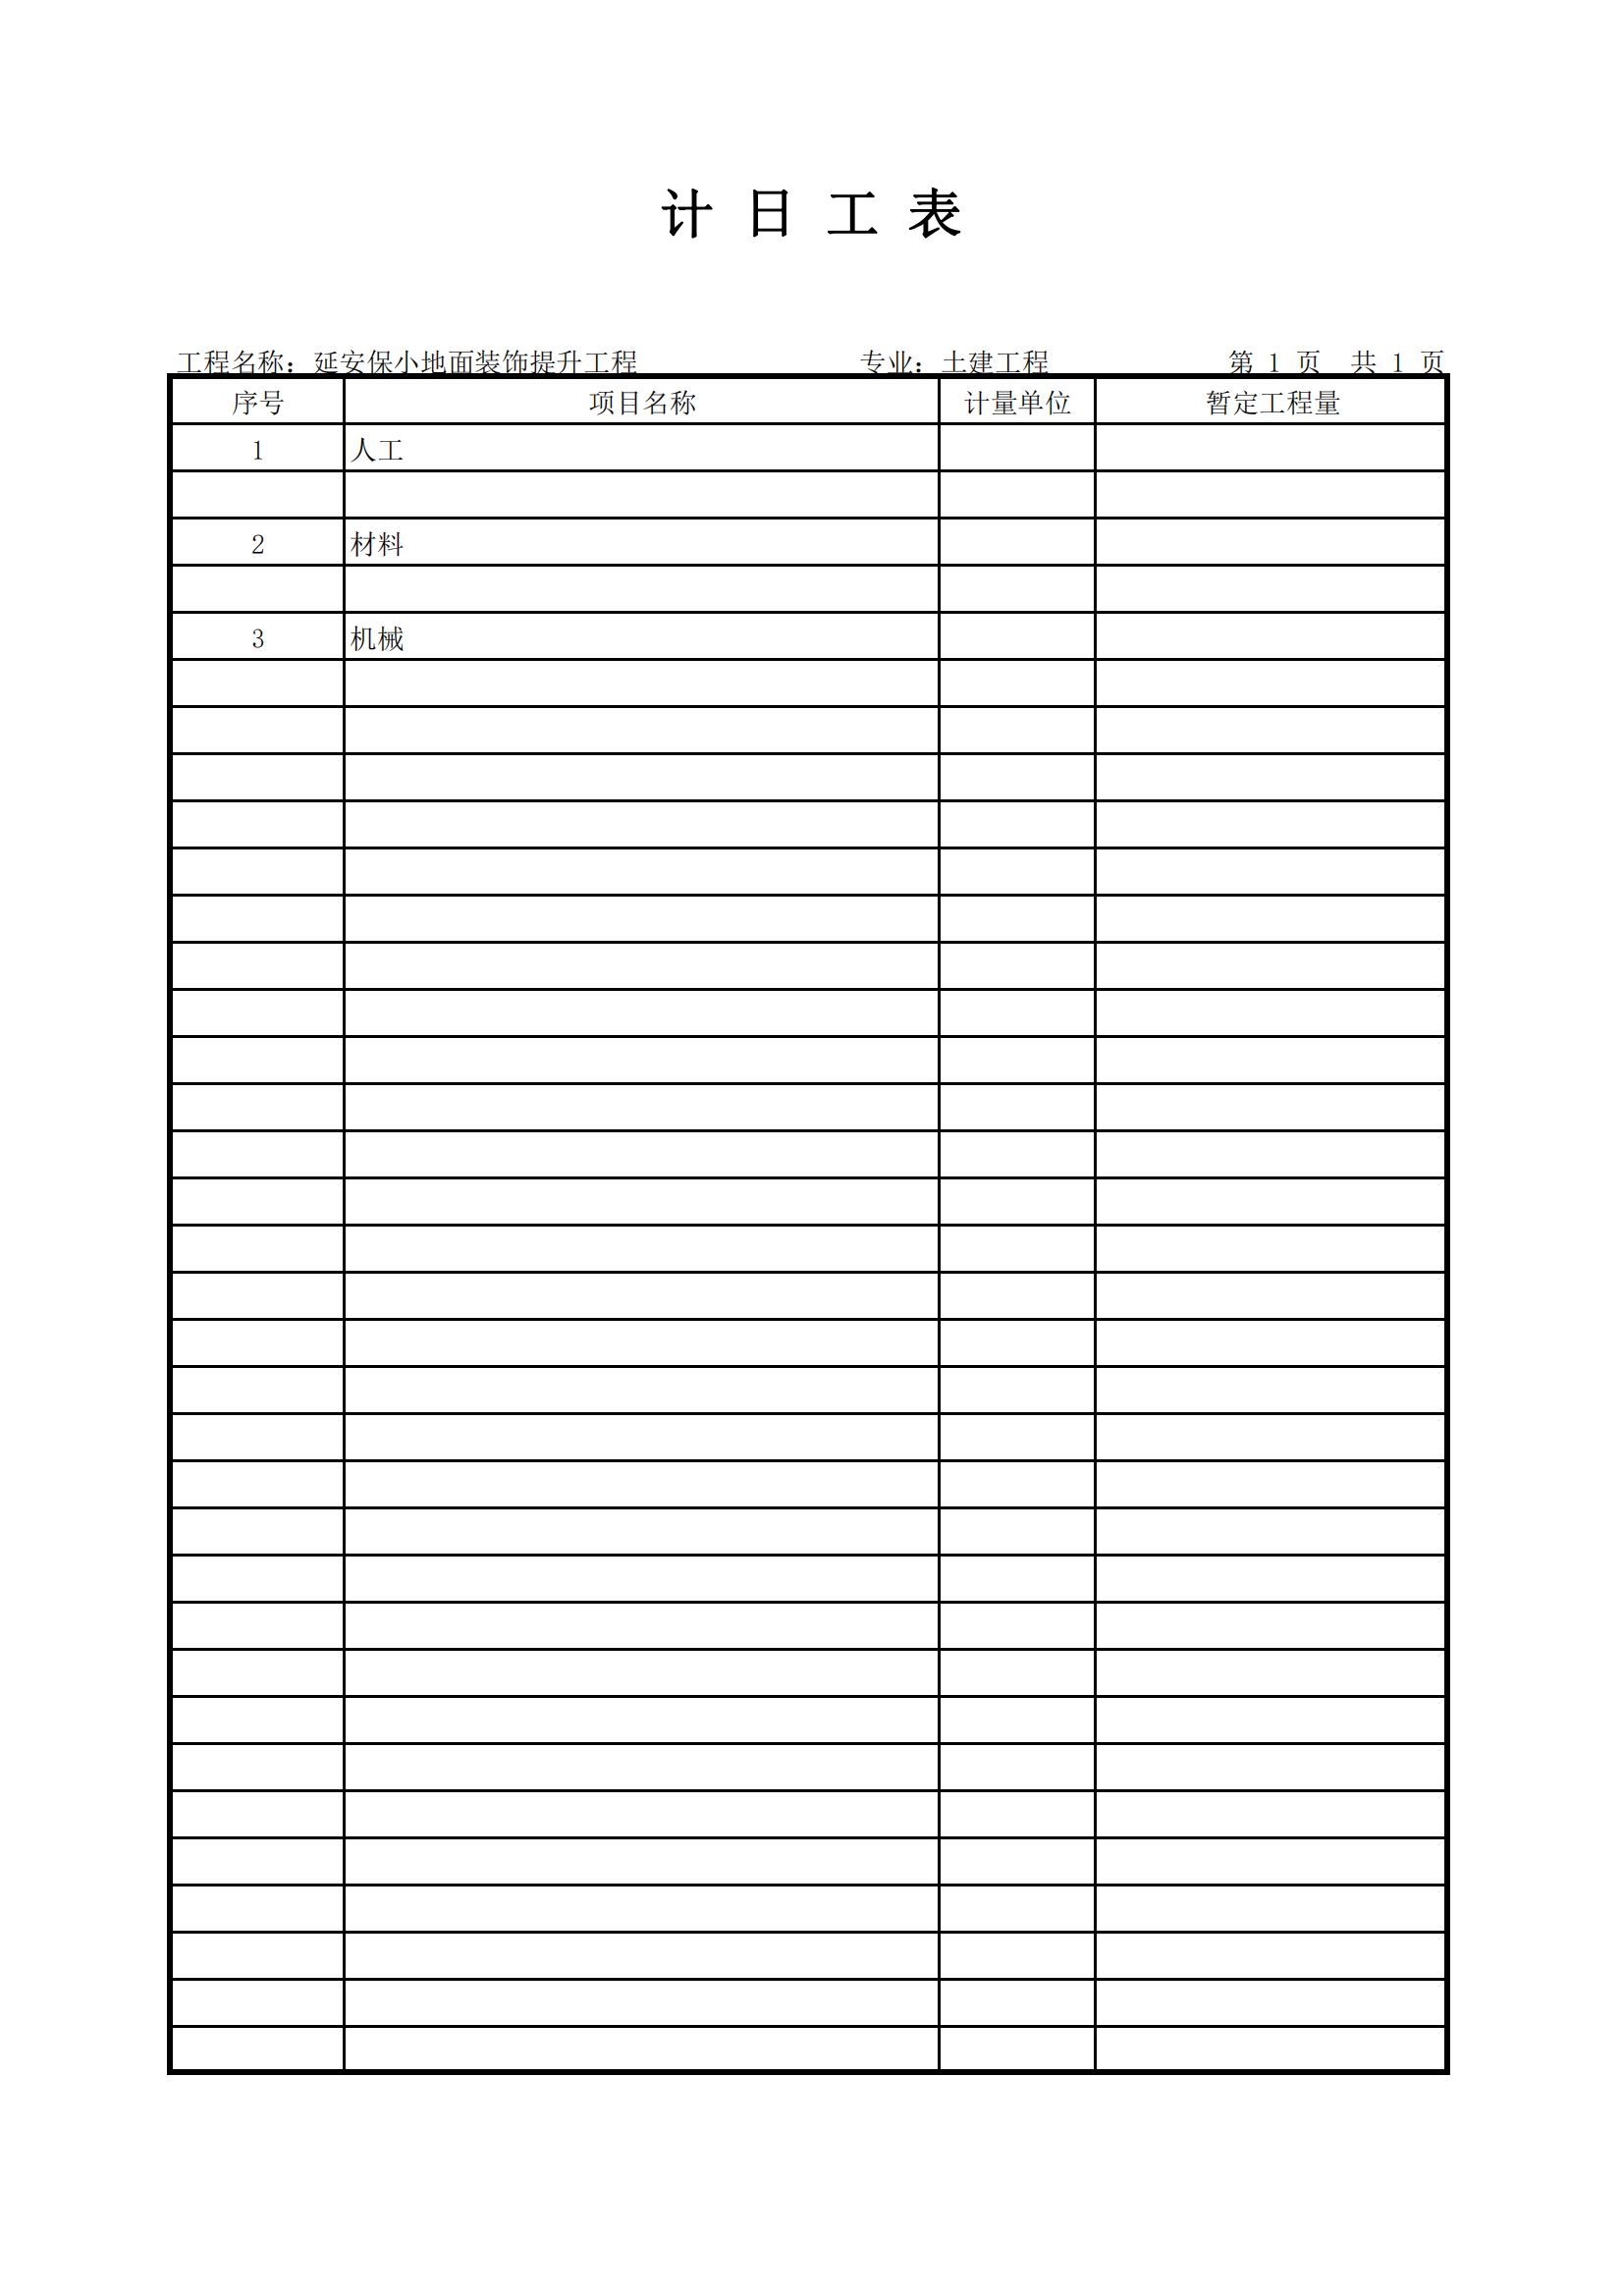 计 日 工 表
工程名称：延安保小地面装饰提升工程 专业：土建工程 第 1 页 共 1 页
序号 项目名称 计量单位 暂定工程量
1 人工
2 材料
3 机械